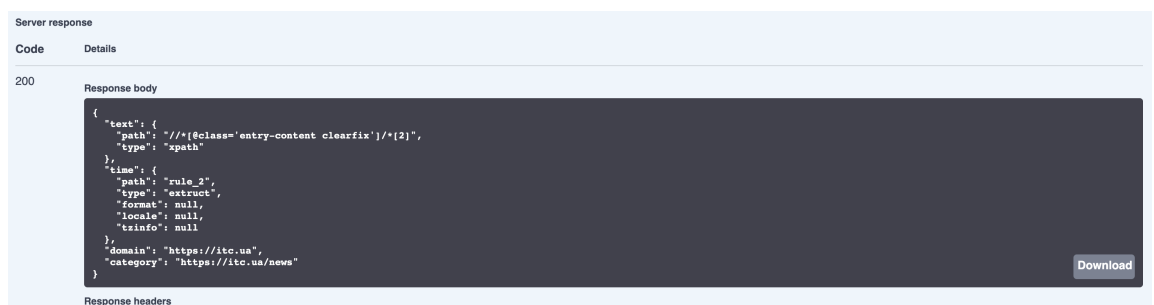 Server response
Code Details
200
Response body
{
  "text": {
    "path": "//*[@class='entry-content clearfix']/*[2]",
    "type": "xpath"
  },
  "time": {
    "path": "rule_2",
    "type": "extruct",
    "format": null,
    "locale": null,
    "tzinfo": null
  },
  "domain": "https://itc.ua",
  "category": "https://itc.ua/news"
}
Download
Response headers